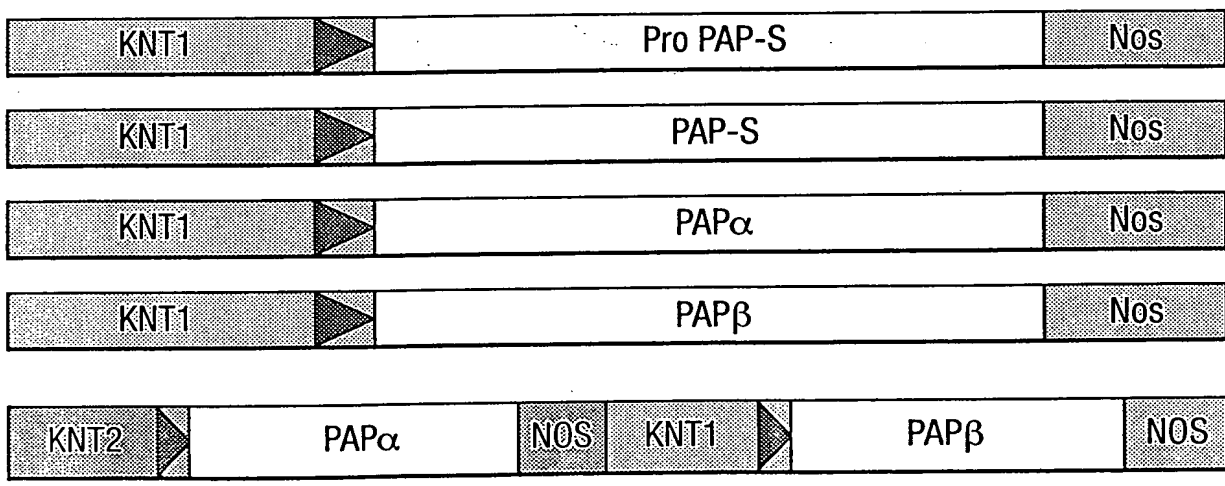 KNT1 Pro PAP-S Nos
KNT1 PAP-S Nos
KNT1 PAPα Nos
KNT1 PAPβ Nos
KNT2 PAPα NOS KNT1 PAPβ NOS